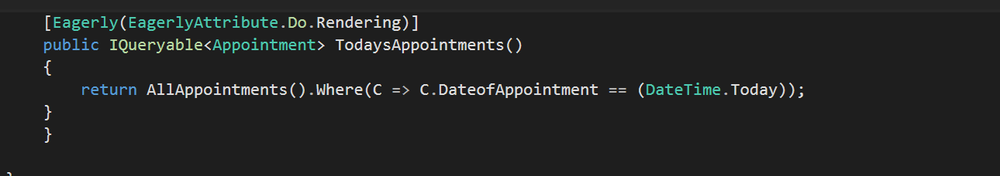 [Eagerly(EagerlyAttribute.Do.Rendering)]
public IQueryable<Appointment> TodaysAppointments()
{
return AllAppointments().Where(C => C.DateofAppointment == (DateTime.Today));
}
}
}